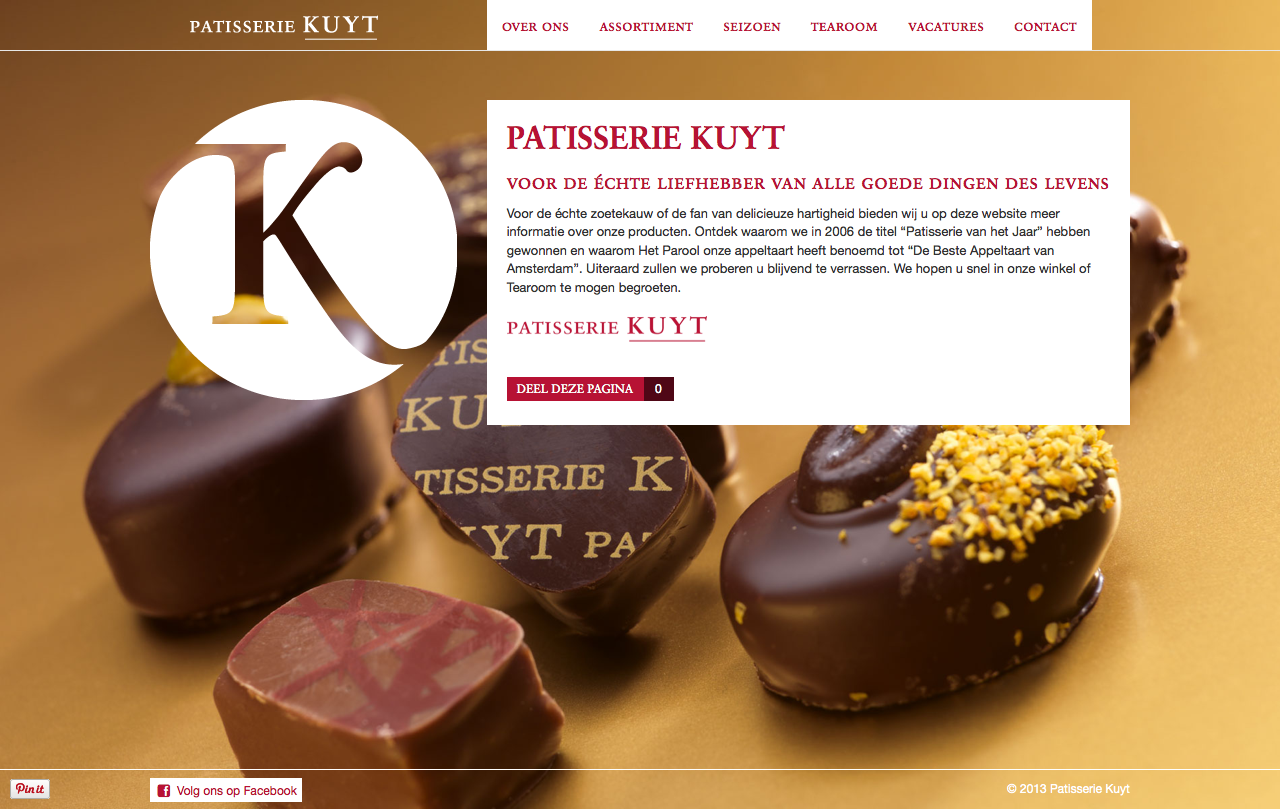 PATISSERIE KUYT
OVER ONS ASSORTIMENT SEIZOEN TEAROOM VACATURES CONTACT
K
PATISSERIE KUYT
VOOR DE ÉCHTE LIEFHEBBER VAN ALLE GOEDE DINGEN DES LEVENS
Voor de échte zoetekauw of de fan van delicieuze hartigheid bieden wij u op deze website meer
informatie over onze producten. Ontdek waarom we in 2006 de titel “Patisserie van het Jaar” hebben
gewonnen en waarom Het Parool onze appeltaart heeft benoemd tot “De Beste Appeltaart van
Amsterdam”. Uiteraard zullen we proberen u blijvend te verrassen. We hopen u snel in onze winkel of
Tearoom te mogen begroeten.
PATISSERIE KUYT
DEEL DEZE PAGINA 0
TIS
KU
TISSERIE K
UYT PAT
Pin it
Volg ons op Facebook
© 2013 Patisserie Kuyt